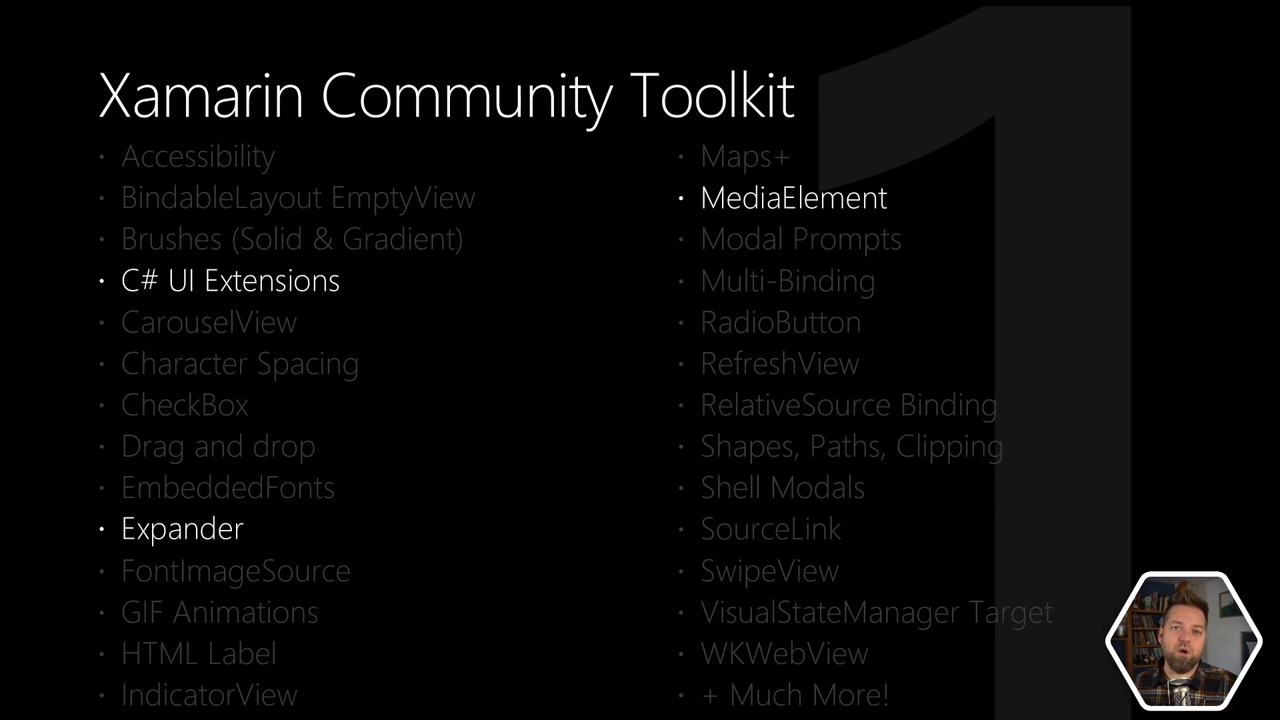 Xamarin Community Toolkit
· Accessibility
· BindableLayout EmptyView
· Brushes (Solid & Gradient)
· C# UI Extensions
· CarouselView
· Character Spacing
· CheckBox
· Drag and drop
· EmbeddedFonts
· Expander
· FontImageSource
· GIF Animations
· HTML Label
· IndicatorView
· Maps+
· MediaElement
· Modal Prompts
· Multi-Binding
· RadioButton
· RefreshView
· RelativeSource Binding
· Shapes, Paths, Clipping
· Shell Modals
· SourceLink
· SwipeView
· VisualStateManager Target
· WKWebView
· + Much More!
1